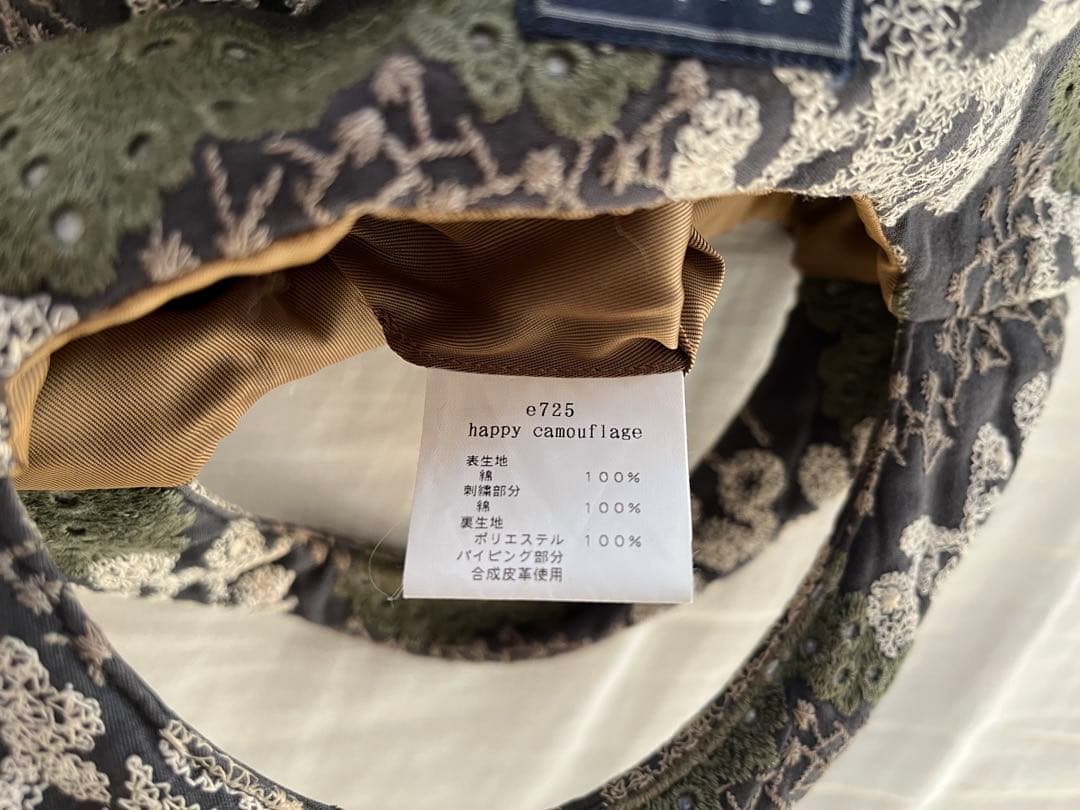 e725
happy camouflage
表生地
綿 100%
刺繍部分
綿 100%
裏生地
ポリエステル 100%
パイピング部分
合成皮革使用